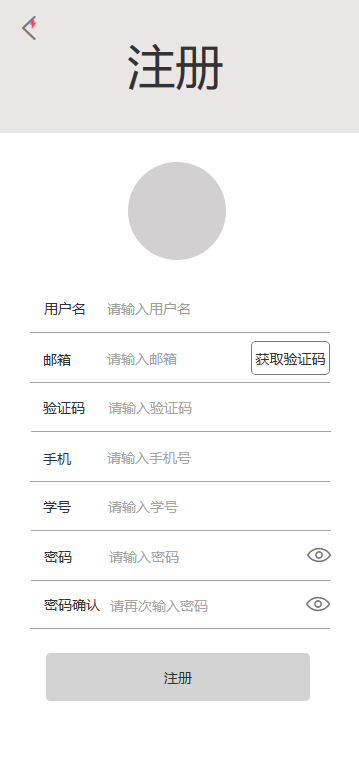 注册
用户名 请输入用户名
邮箱 请输入邮箱 获取验证码
验证码 请输入验证码
手机 请输入手机号
学号 请输入学号
密码 请输入密码
密码确认 请再次输入密码
注册